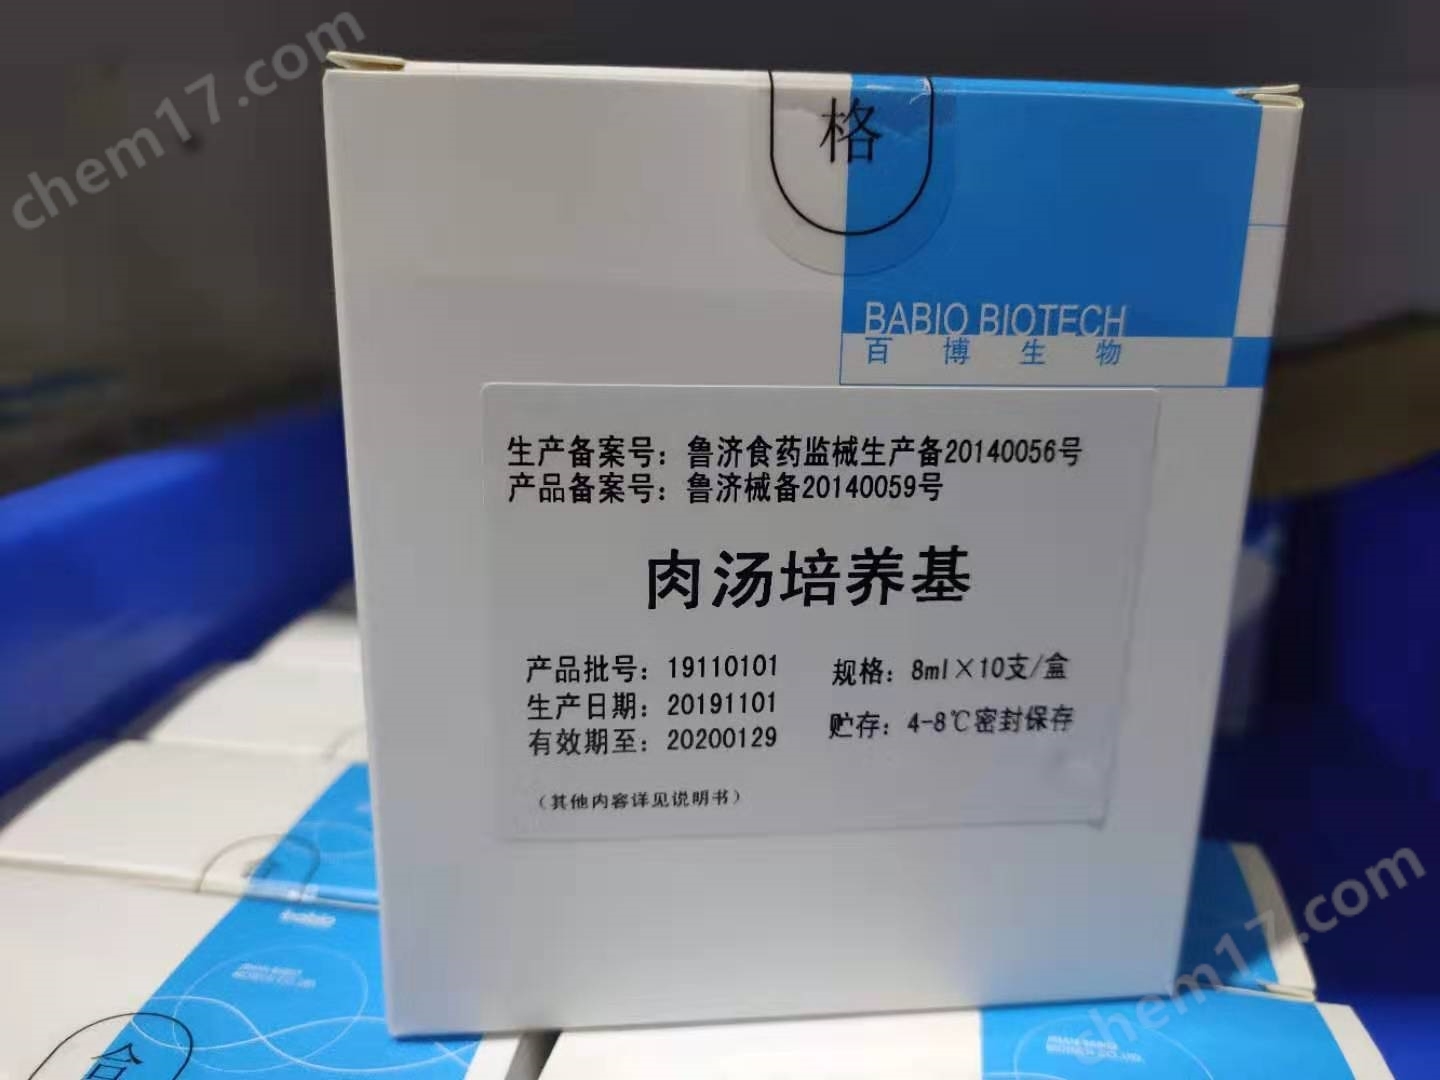 chem17.com
格
BABIO BIOTECH
百博生物
生产备案号：鲁济食药监械生产备20140056号
产品备案号：鲁济械备20140059号
肉汤培养基
产品批号：19110101 规格：8ml×10支/盒
生产日期：20191101
有效期至：20200129 贮存：4-8℃密封保存
（其他内容详见说明书）
babio
合
chem17.com